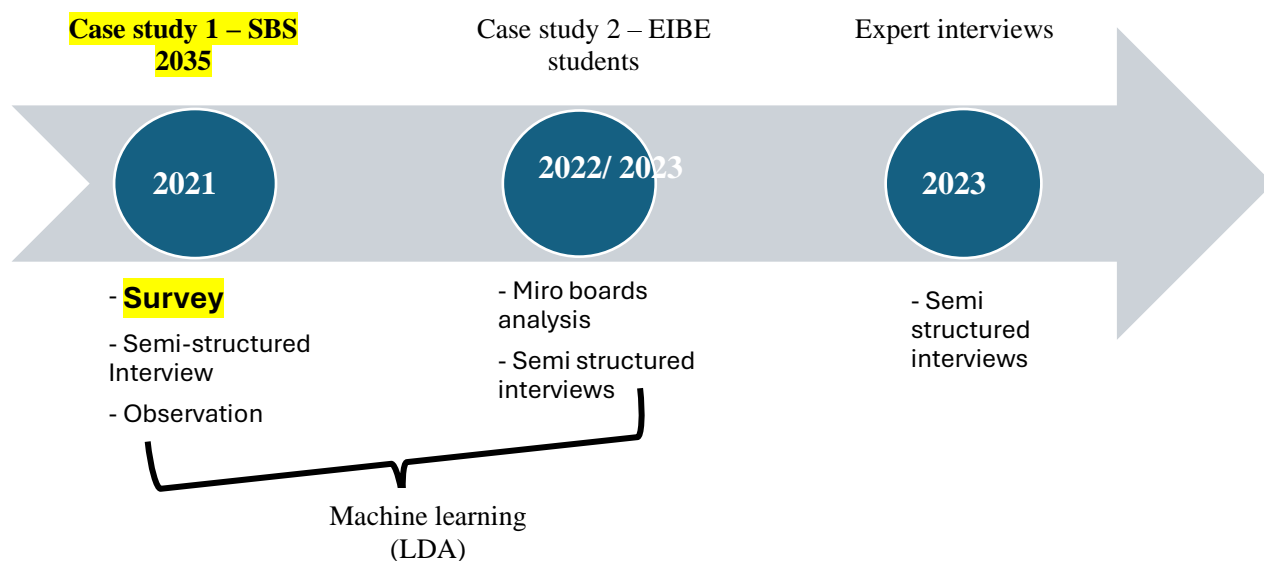 Case study 1 – SBS
2035
Case study 2 – EIBE
students
Expert interviews
2021
2022/ 2023
2023
- Survey
- Semi-structured
Interview
- Observation
- Miro boards
analysis
- Semi structured
interviews
- Semi
structured
interviews
Machine learning
(LDA)